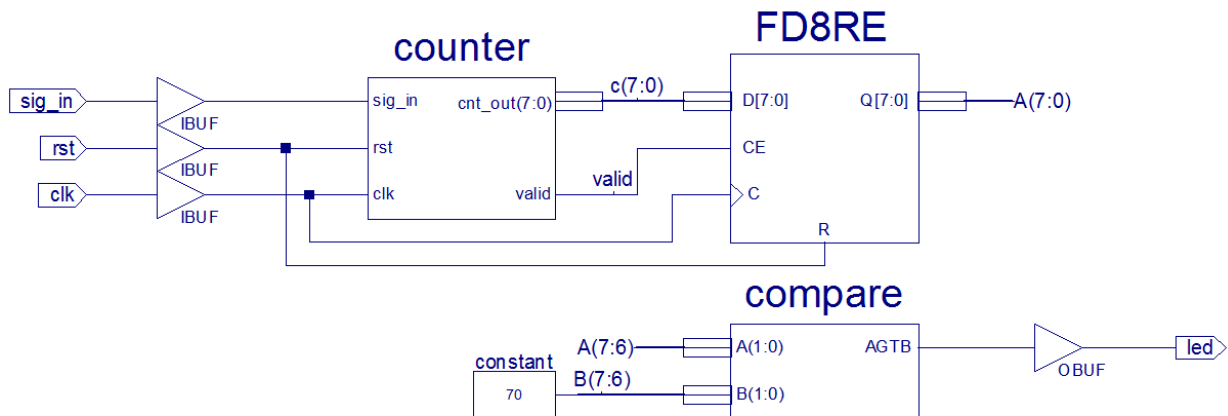 counter
FD8RE
sig_in
IBUF
sig_in
cnt_out(7:0)
c(7:0)
D[7:0]
Q[7:0]
A(7:0)
rst
IBUF
rst
CE
clk
IBUF
clk
valid
valid
C
R
compare
A(7:6)
A(1:0)
AGTB
OBUF
led
constant
70
B(7:6)
B(1:0)